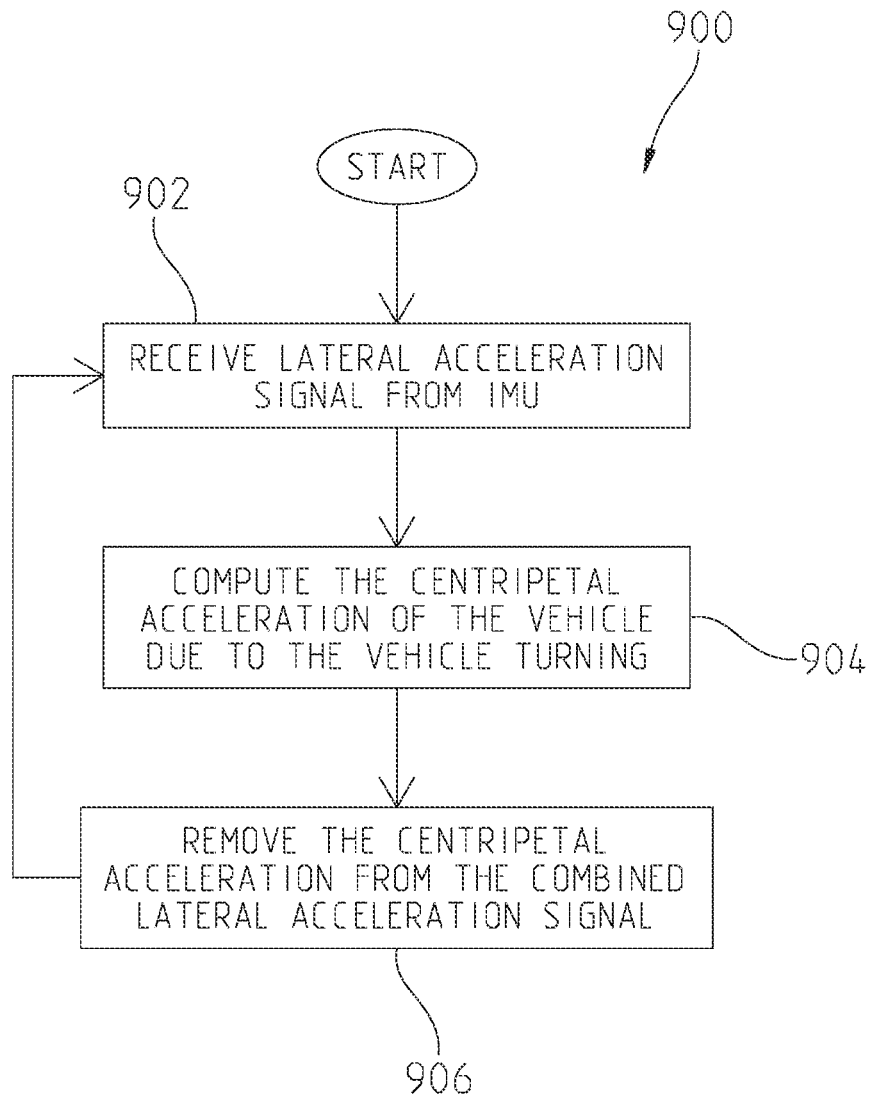 900
START
902
RECEIVE LATERAL ACCELERATION
SIGNAL FROM IMU
COMPUTE THE CENTRIPETAL
ACCELERATION OF THE VEHICLE
DUE TO THE VEHICLE TURNING
904
REMOVE THE CENTRIPETAL
ACCELERATION FROM THE COMBINED
LATERAL ACCELERATION SIGNAL
906